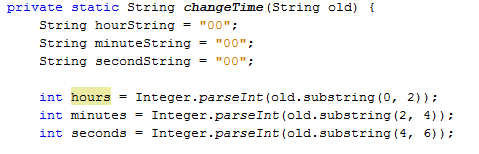 private static String changeTime(String old) {
    String hourString = "00";
    String minuteString = "00";
    String secondString = "00";

    int hours = Integer.parseInt(old.substring(0, 2));
    int minutes = Integer.parseInt(old.substring(2, 4));
    int seconds = Integer.parseInt(old.substring(4, 6));